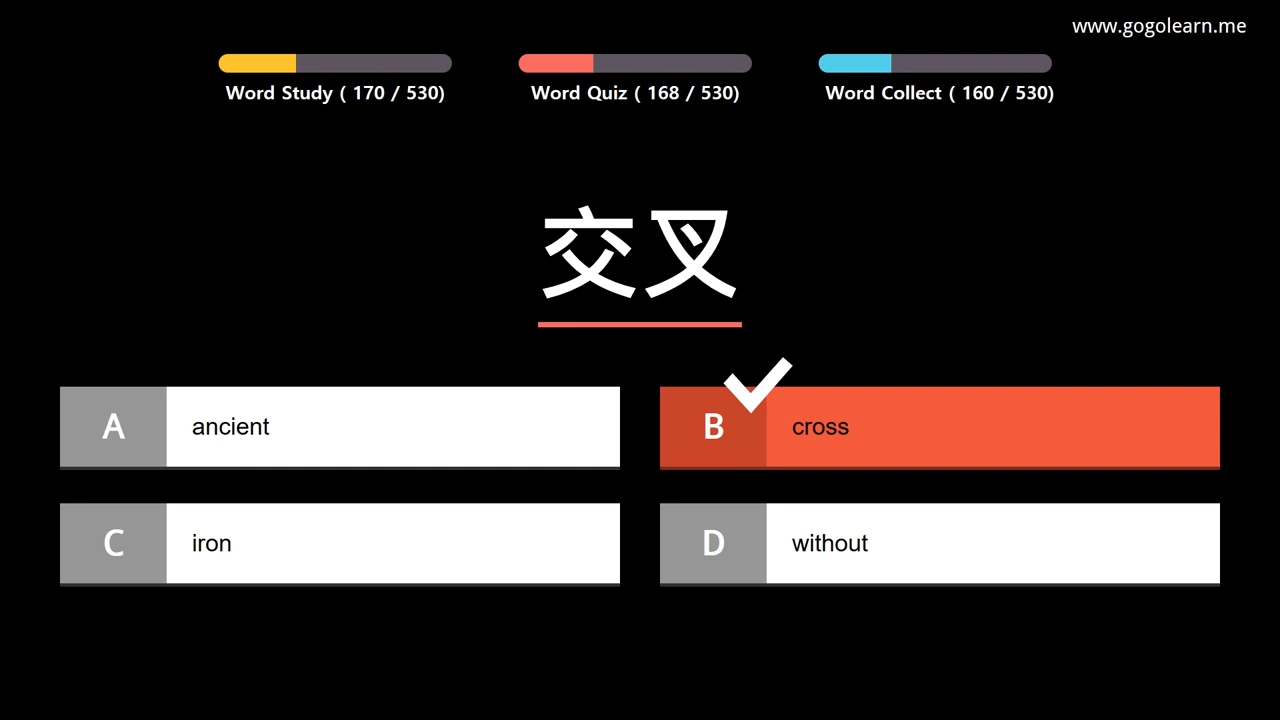 www.gogolearn.me
Word Study ( 170 / 530)
Word Quiz ( 168 / 530)
Word Collect ( 160 / 530)
交叉
A ancient
B cross
C iron
D without